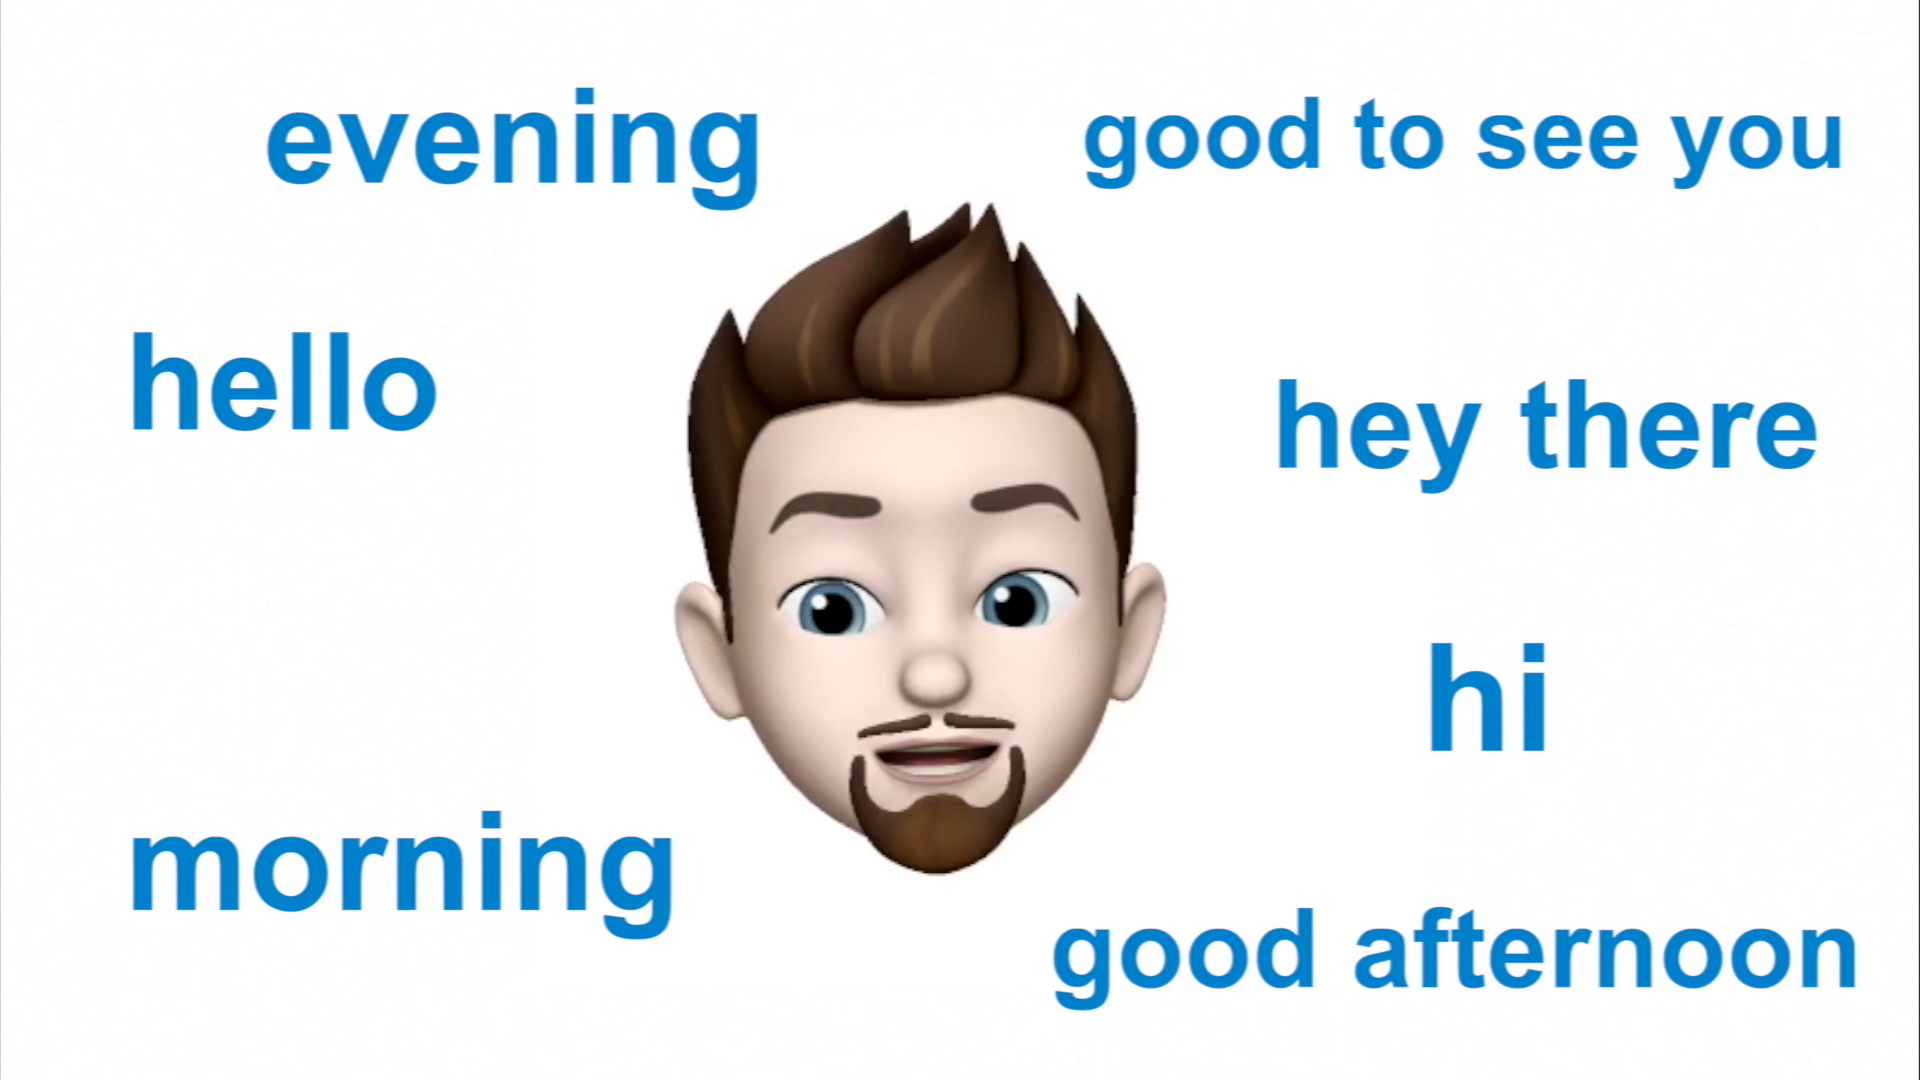 evening
good to see you
hello
hey there
hi
morning
good afternoon